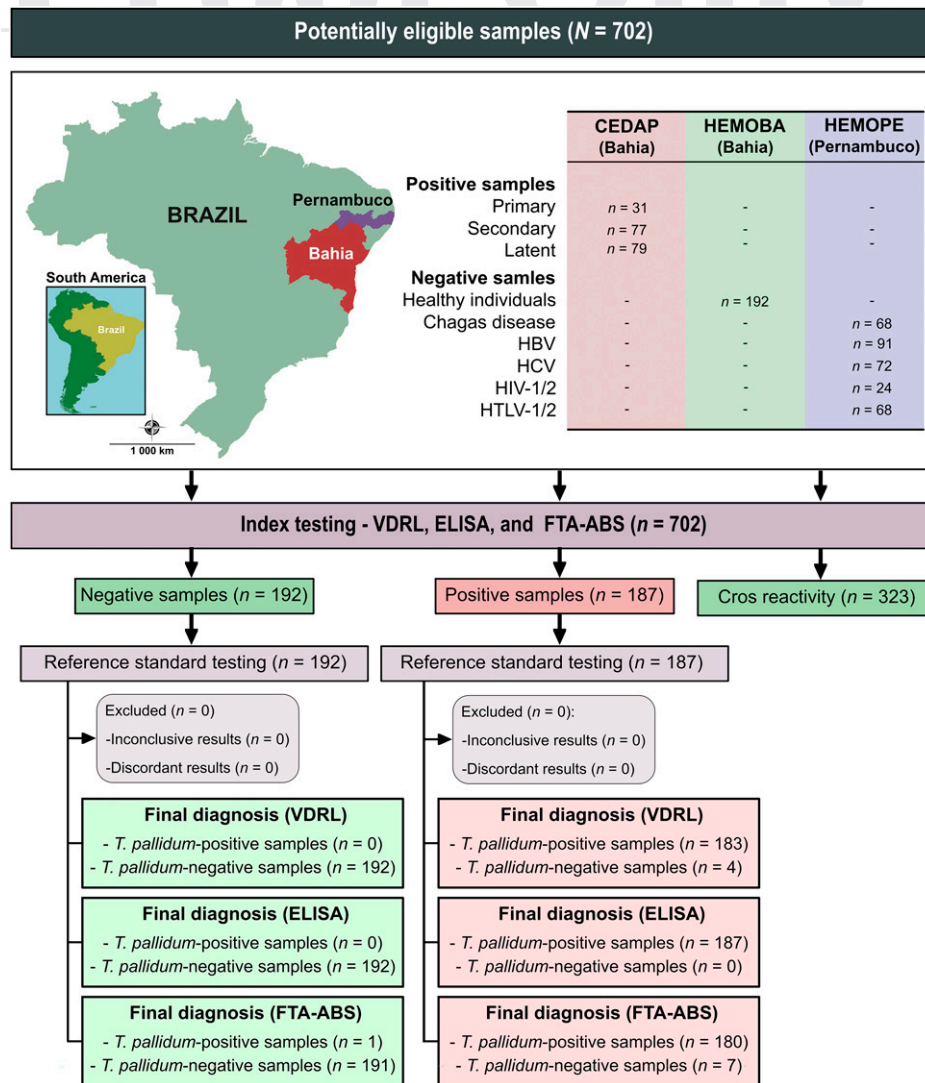 Potentially eligible samples (N = 702)
CEDAP HEMOBA HEMOPE
(Bahia) (Bahia) (Pernambuco)
Positive samples
Primary n = 31 - -
Secondary n = 77 - -
Latent n = 79 - -
Negative samles
Healthy individuals - n = 192 -
Chagas disease - - n = 68
HBV - - n = 91
HCV - - n = 72
HIV-1/2 - - n = 24
HTLV-1/2 - - n = 68
BRAZIL
Pernambuco
Bahia
South America
Brazil
1 000 km
Index testing - VDRL, ELISA, and FTA-ABS (n = 702)
Negative samples (n = 192)
Positive samples (n = 187)
Cros reactivity (n = 323)
Reference standard testing (n = 192)
Excluded (n = 0)
-Inconclusive results (n = 0)
-Discordant results (n = 0)
Final diagnosis (VDRL)
- T. pallidum-positive samples (n = 0)
- T. pallidum-negative samples (n = 192)
Final diagnosis (ELISA)
- T. pallidum-positive samples (n = 0)
- T. pallidum-negative samples (n = 192)
Final diagnosis (FTA-ABS)
- T. pallidum-positive samples (n = 1)
- T. pallidum-negative samples (n = 191)
Reference standard testing (n = 187)
Excluded (n = 0):
-Inconclusive results (n = 0)
-Discordant results (n = 0)
Final diagnosis (VDRL)
- T. pallidum-positive samples (n = 183)
- T. pallidum-negative samples (n = 4)
Final diagnosis (ELISA)
- T. pallidum-positive samples (n = 187)
- T. pallidum-negative samples (n = 0)
Final diagnosis (FTA-ABS)
- T. pallidum-positive samples (n = 180)
- T. pallidum-negative samples (n = 7)